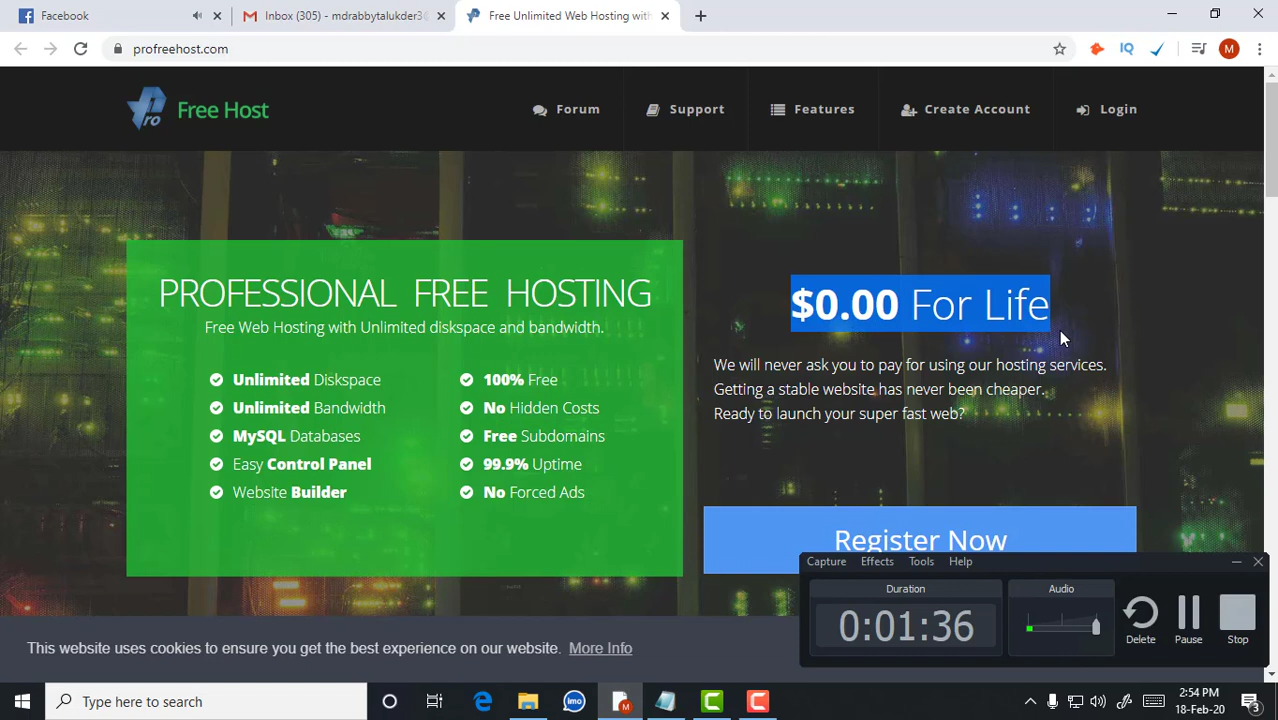 Facebook
Inbox (305) - mdrabbytalukder3
Free Unlimited Web Hosting with
profreehost.com
IQ
M
Pro
Free Host
Forum
Support
Features
Create Account
Login
PROFESSIONAL FREE HOSTING
Free Web Hosting with Unlimited diskspace and bandwidth.
Unlimited Diskspace
100% Free
Unlimited Bandwidth
No Hidden Costs
MySQL Databases
Free Subdomains
Easy Control Panel
99.9% Uptime
Website Builder
No Forced Ads
$0.00 For Life
We will never ask you to pay for using our hosting services.
Getting a stable website has never been cheaper.
Ready to launch your super fast web?
Register Now
Capture Effects Tools Help
Duration
Audio
0:01:36
Delete
Pause
Stop
This website uses cookies to ensure you get the best experience on our website. More Info
Type here to search
imo
M
C
C
2:54 PM
18-Feb-20
3